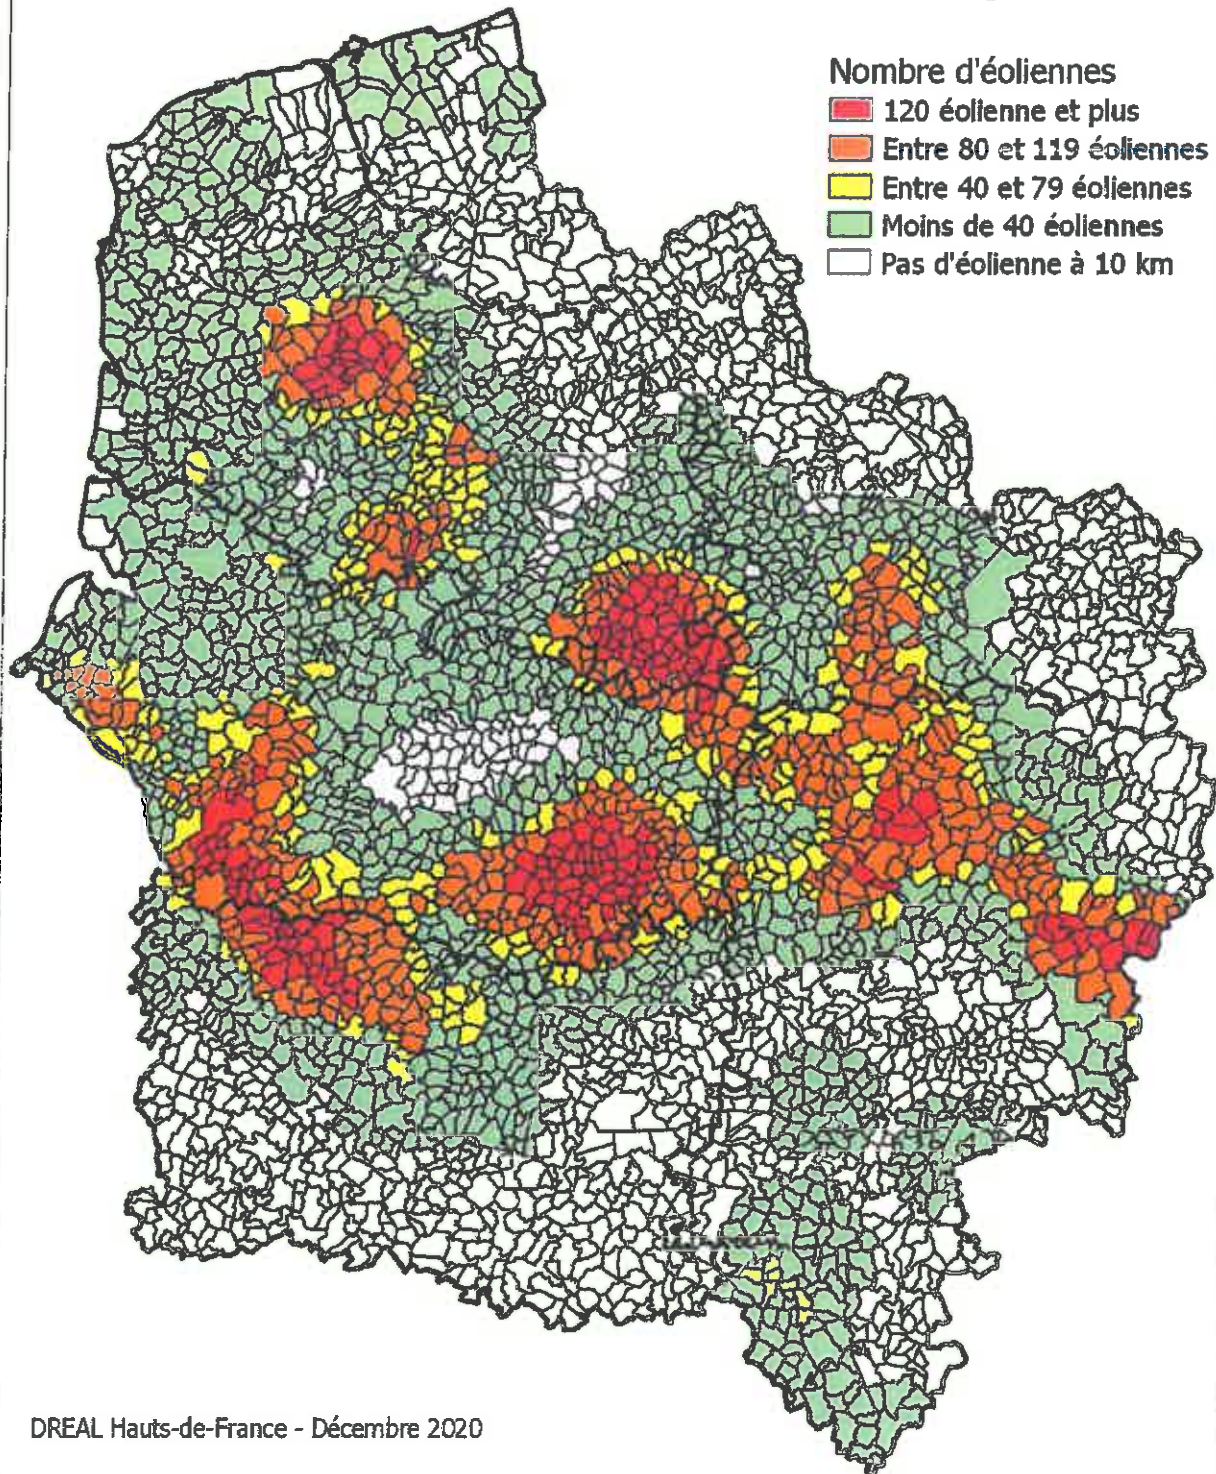 Nombre d'éoliennes
120 éolienne et plus
Entre 80 et 119 éoliennes
Entre 40 et 79 éoliennes
Moins de 40 éoliennes
Pas d'éolienne à 10 km
DREAL Hauts-de-France - Décembre 2020